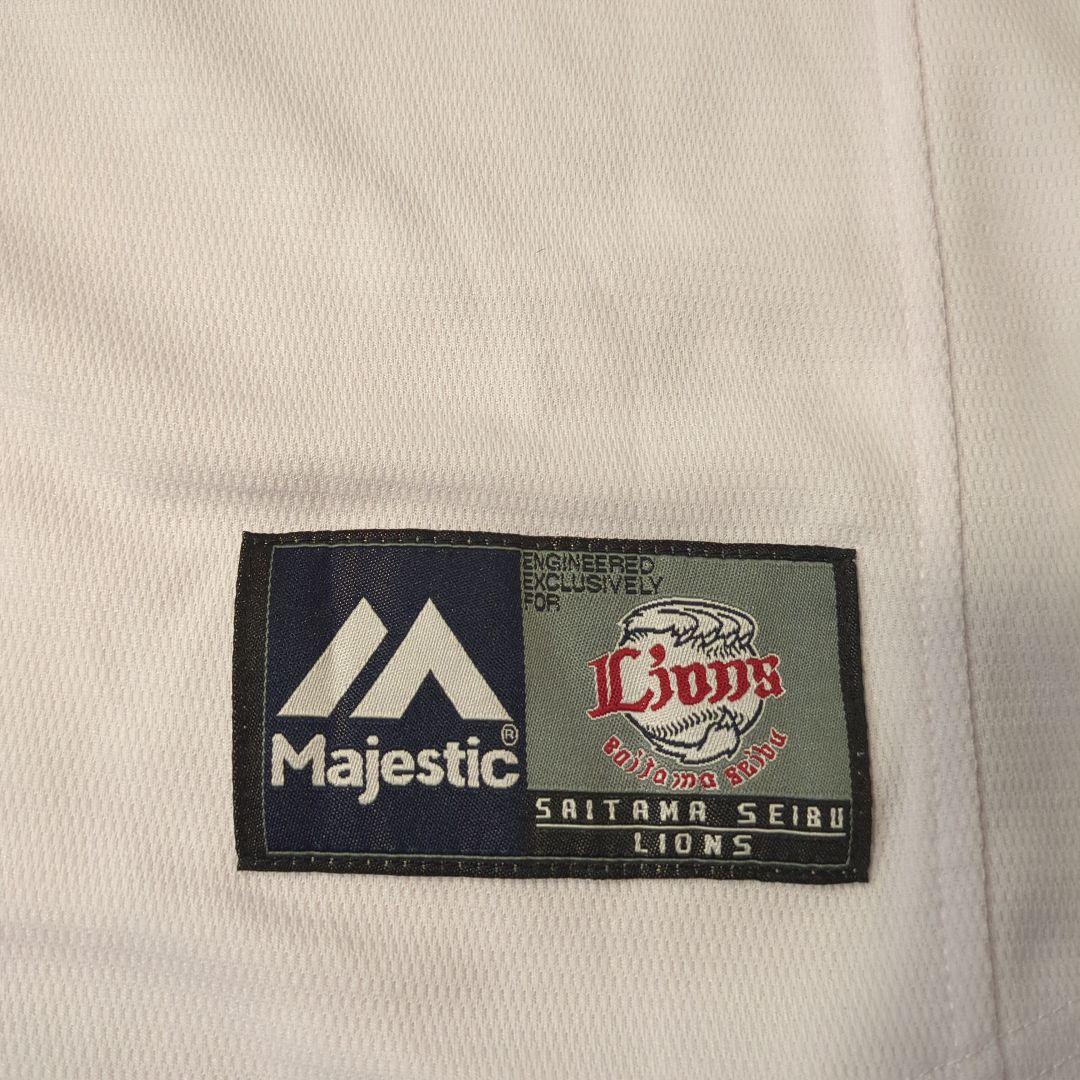 Majestic®
ENGINEERED
EXCLUSIVELY
FOR
Lions
Saitama Seibu
SAITAMA SEIBU
LIONS